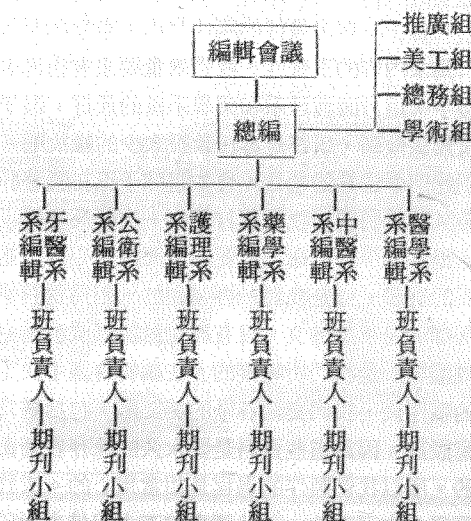 編輯會議
總編
推廣組
美工組
總務組
學術組
醫學系
系編輯
班負責人
期刊小組
中醫系
系編輯
班負責人
期刊小組
藥學系
系編輯
班負責人
期刊小組
護理系
系編輯
班負責人
期刊小組
公衛系
系編輯
班負責人
期刊小組
牙醫系
系編輯
班負責人
期刊小組